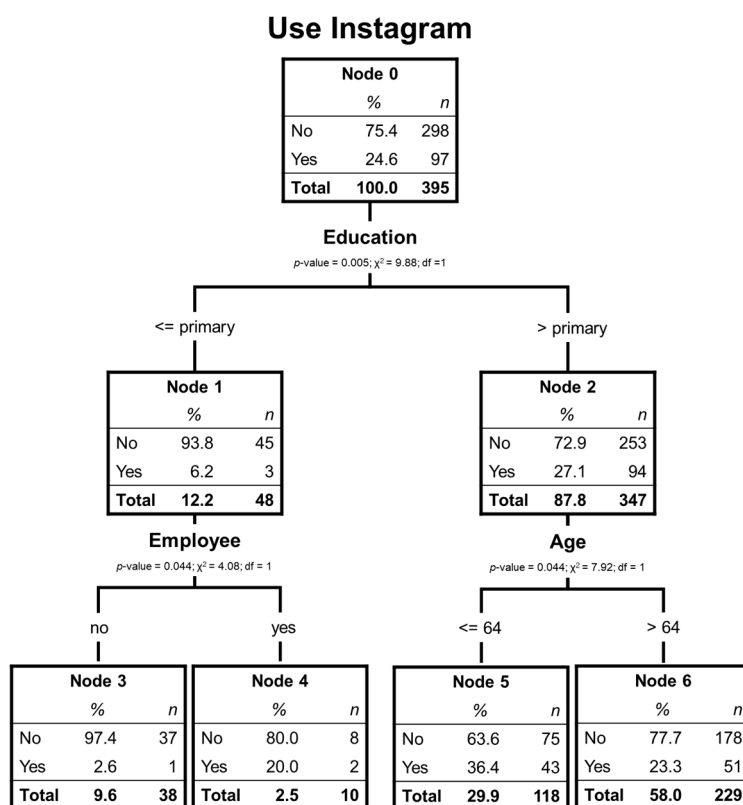 Use Instagram
Node 0
% n
No 75.4 298
Yes 24.6 97
Total 100.0 395
Education
p-value = 0.005; χ² = 9.88; df =1
<= primary
> primary
Node 1
% n
No 93.8 45
Yes 6.2 3
Total 12.2 48
Node 2
% n
No 72.9 253
Yes 27.1 94
Total 87.8 347
Employee
p-value = 0.044; χ² = 4.08; df = 1
Age
p-value = 0.044; χ² = 7.92; df = 1
no
yes
<= 64
> 64
Node 3
% n
No 97.4 37
Yes 2.6 1
Total 9.6 38
Node 4
% n
No 80.0 8
Yes 20.0 2
Total 2.5 10
Node 5
% n
No 63.6 75
Yes 36.4 43
Total 29.9 118
Node 6
% n
No 77.7 178
Yes 23.3 51
Total 58.0 229